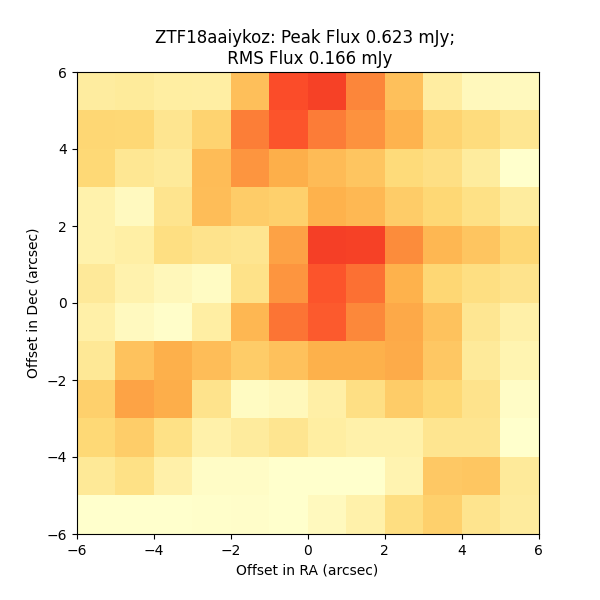 ZTF18aaiykoz: Peak Flux 0.623 mJy;
RMS Flux 0.166 mJy
6
4
2
0
−2
−4
−6
Offset in Dec (arcsec)
−6 −4 −2 0 2 4 6
Offset in RA (arcsec)